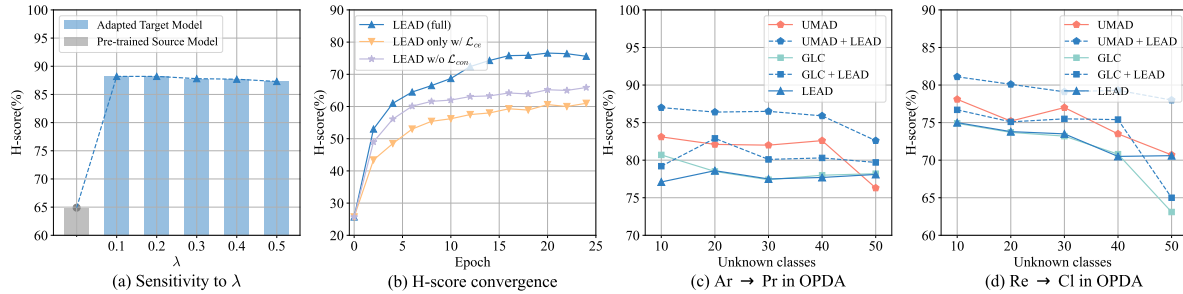 95
90
85
80
75
70
65
60
H-score(%)
Adapted Target Model
Pre-trained Source Model
0.1 0.2 0.3 0.4 0.5
λ
(a) Sensitivity to λ
90
80
70
60
50
40
30
20
H-score(%)
LEAD (full)
LEAD only w/ ℒce
LEAD w/o ℒcon
0 5 10 15 20 25
Epoch
(b) H-score convergence
100
95
90
85
80
75
70
H-score(%)
UMAD
UMAD + LEAD
GLC
GLC + LEAD
LEAD
10 20 30 40 50
Unknown classes
(c) Ar → Pr in OPDA
90
85
80
75
70
65
60
H-score(%)
UMAD
UMAD + LEAD
GLC
GLC + LEAD
LEAD
10 20 30 40 50
Unknown classes
(d) Re → Cl in OPDA